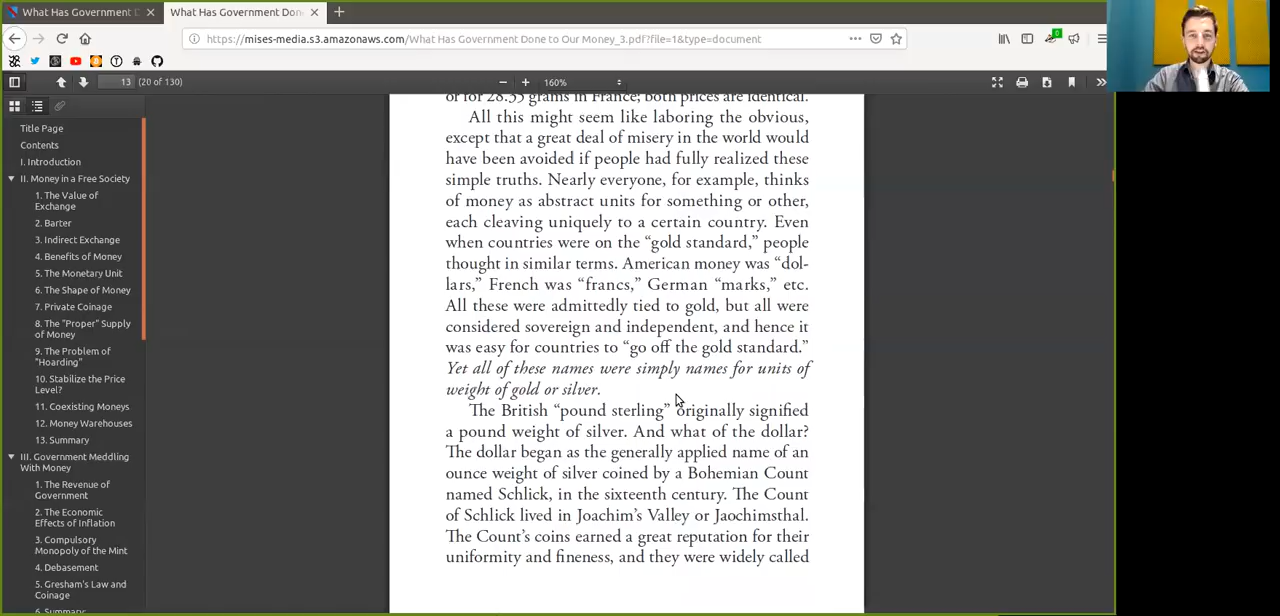 What Has Government D
What Has Government Don
https://mises-media.s3.amazonaws.com/What Has Government Done to Our Money_3.pdf?file=1&type=document
0
13 (20 of 130)
160%
Title Page
Contents
I. Introduction
II. Money in a Free Society
1. The Value of
Exchange
2. Barter
3. Indirect Exchange
4. Benefits of Money
5. The Monetary Unit
6. The Shape of Money
7. Private Coinage
8. The "Proper" Supply
of Money
9. The Problem of
"Hoarding"
10. Stabilize the Price
Level?
11. Coexisting Moneys
12. Money Warehouses
13. Summary
III. Government Meddling
With Money
1. The Revenue of
Government
2. The Economic
Effects of Inflation
3. Compulsory
Monopoly of the Mint
4. Debasement
5. Gresham's Law and
Coinage
6. Summary:
or for 28.35 grams in France; both prices are identical.
All this might seem like laboring the obvious,
except that a great deal of misery in the world would
have been avoided if people had fully realized these
simple truths. Nearly everyone, for example, thinks
of money as abstract units for something or other,
each cleaving uniquely to a certain country. Even
when countries were on the “gold standard,” people
thought in similar terms. American money was “dol-
lars,” French was “francs,” German “marks,” etc.
All these were admittedly tied to gold, but all were
considered sovereign and independent, and hence it
was easy for countries to “go off the gold standard.”
Yet all of these names were simply names for units of
weight of gold or silver.
The British “pound sterling” originally signified
a pound weight of silver. And what of the dollar?
The dollar began as the generally applied name of an
ounce weight of silver coined by a Bohemian Count
named Schlick, in the sixteenth century. The Count
of Schlick lived in Joachim’s Valley or Jaochimsthal.
The Count’s coins earned a great reputation for their
uniformity and fineness, and they were widely called